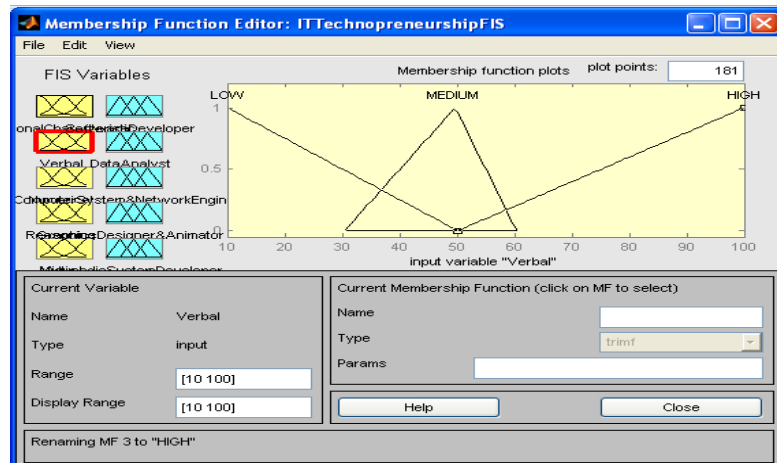 Membership Function Editor: ITTechnopreneurshipFIS
File Edit View
FIS Variables
Membership function plots
plot points:
181
LOW
MEDIUM
HIGH
1
0.5
0
10 20 30 40 50 60 70 80 90 100
input variable "Verbal"
Verbal
DataAnalyst
Current Variable
Name Verbal
Type input
Range [10 100]
Display Range [10 100]
Current Membership Function (click on MF to select)
Name
Type trimf
Params
Help
Close
Renaming MF 3 to "HIGH"